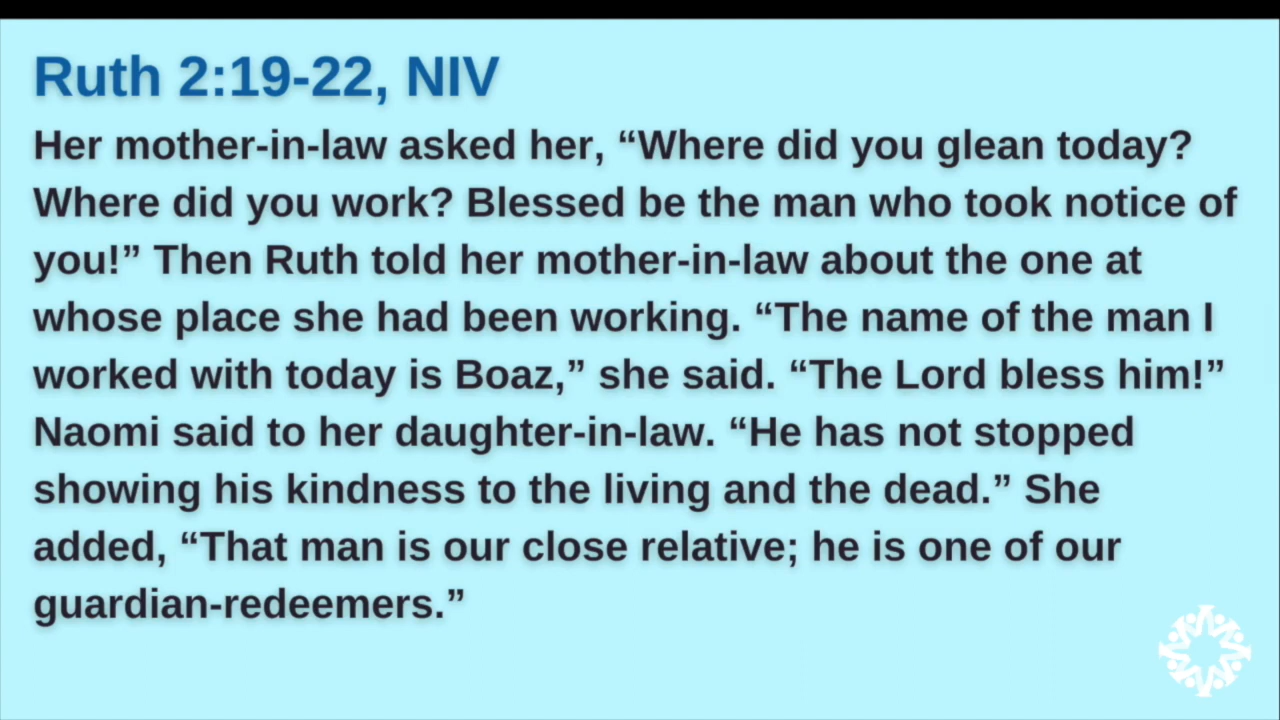 Ruth 2:19-22, NIV
Her mother-in-law asked her, “Where did you glean today?
Where did you work? Blessed be the man who took notice of
you!” Then Ruth told her mother-in-law about the one at
whose place she had been working. “The name of the man I
worked with today is Boaz,” she said. “The Lord bless him!”
Naomi said to her daughter-in-law. “He has not stopped
showing his kindness to the living and the dead.” She
added, “That man is our close relative; he is one of our
guardian-redeemers.”